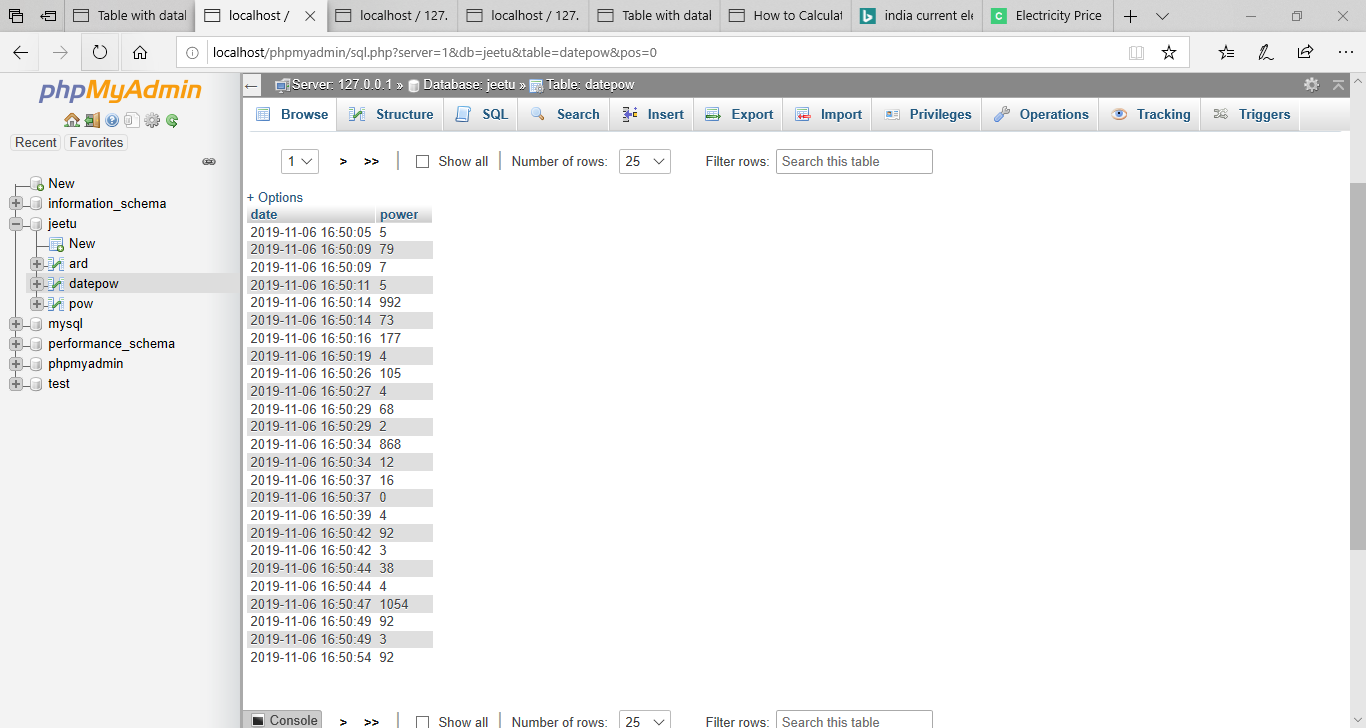 Table with datal
localhost /
localhost / 127.
localhost / 127.
Table with datal
How to Calculat
india current ele
Electricity Price
localhost/phpmyadmin/sql.php?server=1&db=jeetu&table=datepow&pos=0
phpMyAdmin
Recent Favorites
New
information_schema
jeetu
New
ard
datepow
pow
mysql
performance_schema
phpmyadmin
test
Server: 127.0.0.1 » Database: jeetu » Table: datepow
Browse Structure SQL Search Insert Export Import Privileges Operations Tracking Triggers
1 > >> Show all Number of rows: 25 Filter rows: Search this table
+ Options
date power
2019-11-06 16:50:05 5
2019-11-06 16:50:09 79
2019-11-06 16:50:09 7
2019-11-06 16:50:11 5
2019-11-06 16:50:14 992
2019-11-06 16:50:14 73
2019-11-06 16:50:16 177
2019-11-06 16:50:19 4
2019-11-06 16:50:26 105
2019-11-06 16:50:27 4
2019-11-06 16:50:29 68
2019-11-06 16:50:29 2
2019-11-06 16:50:34 868
2019-11-06 16:50:34 12
2019-11-06 16:50:37 16
2019-11-06 16:50:37 0
2019-11-06 16:50:39 4
2019-11-06 16:50:42 92
2019-11-06 16:50:42 3
2019-11-06 16:50:44 38
2019-11-06 16:50:44 4
2019-11-06 16:50:47 1054
2019-11-06 16:50:49 92
2019-11-06 16:50:49 3
2019-11-06 16:50:54 92
Console > >> Show all Number of rows: 25 Filter rows: Search this table